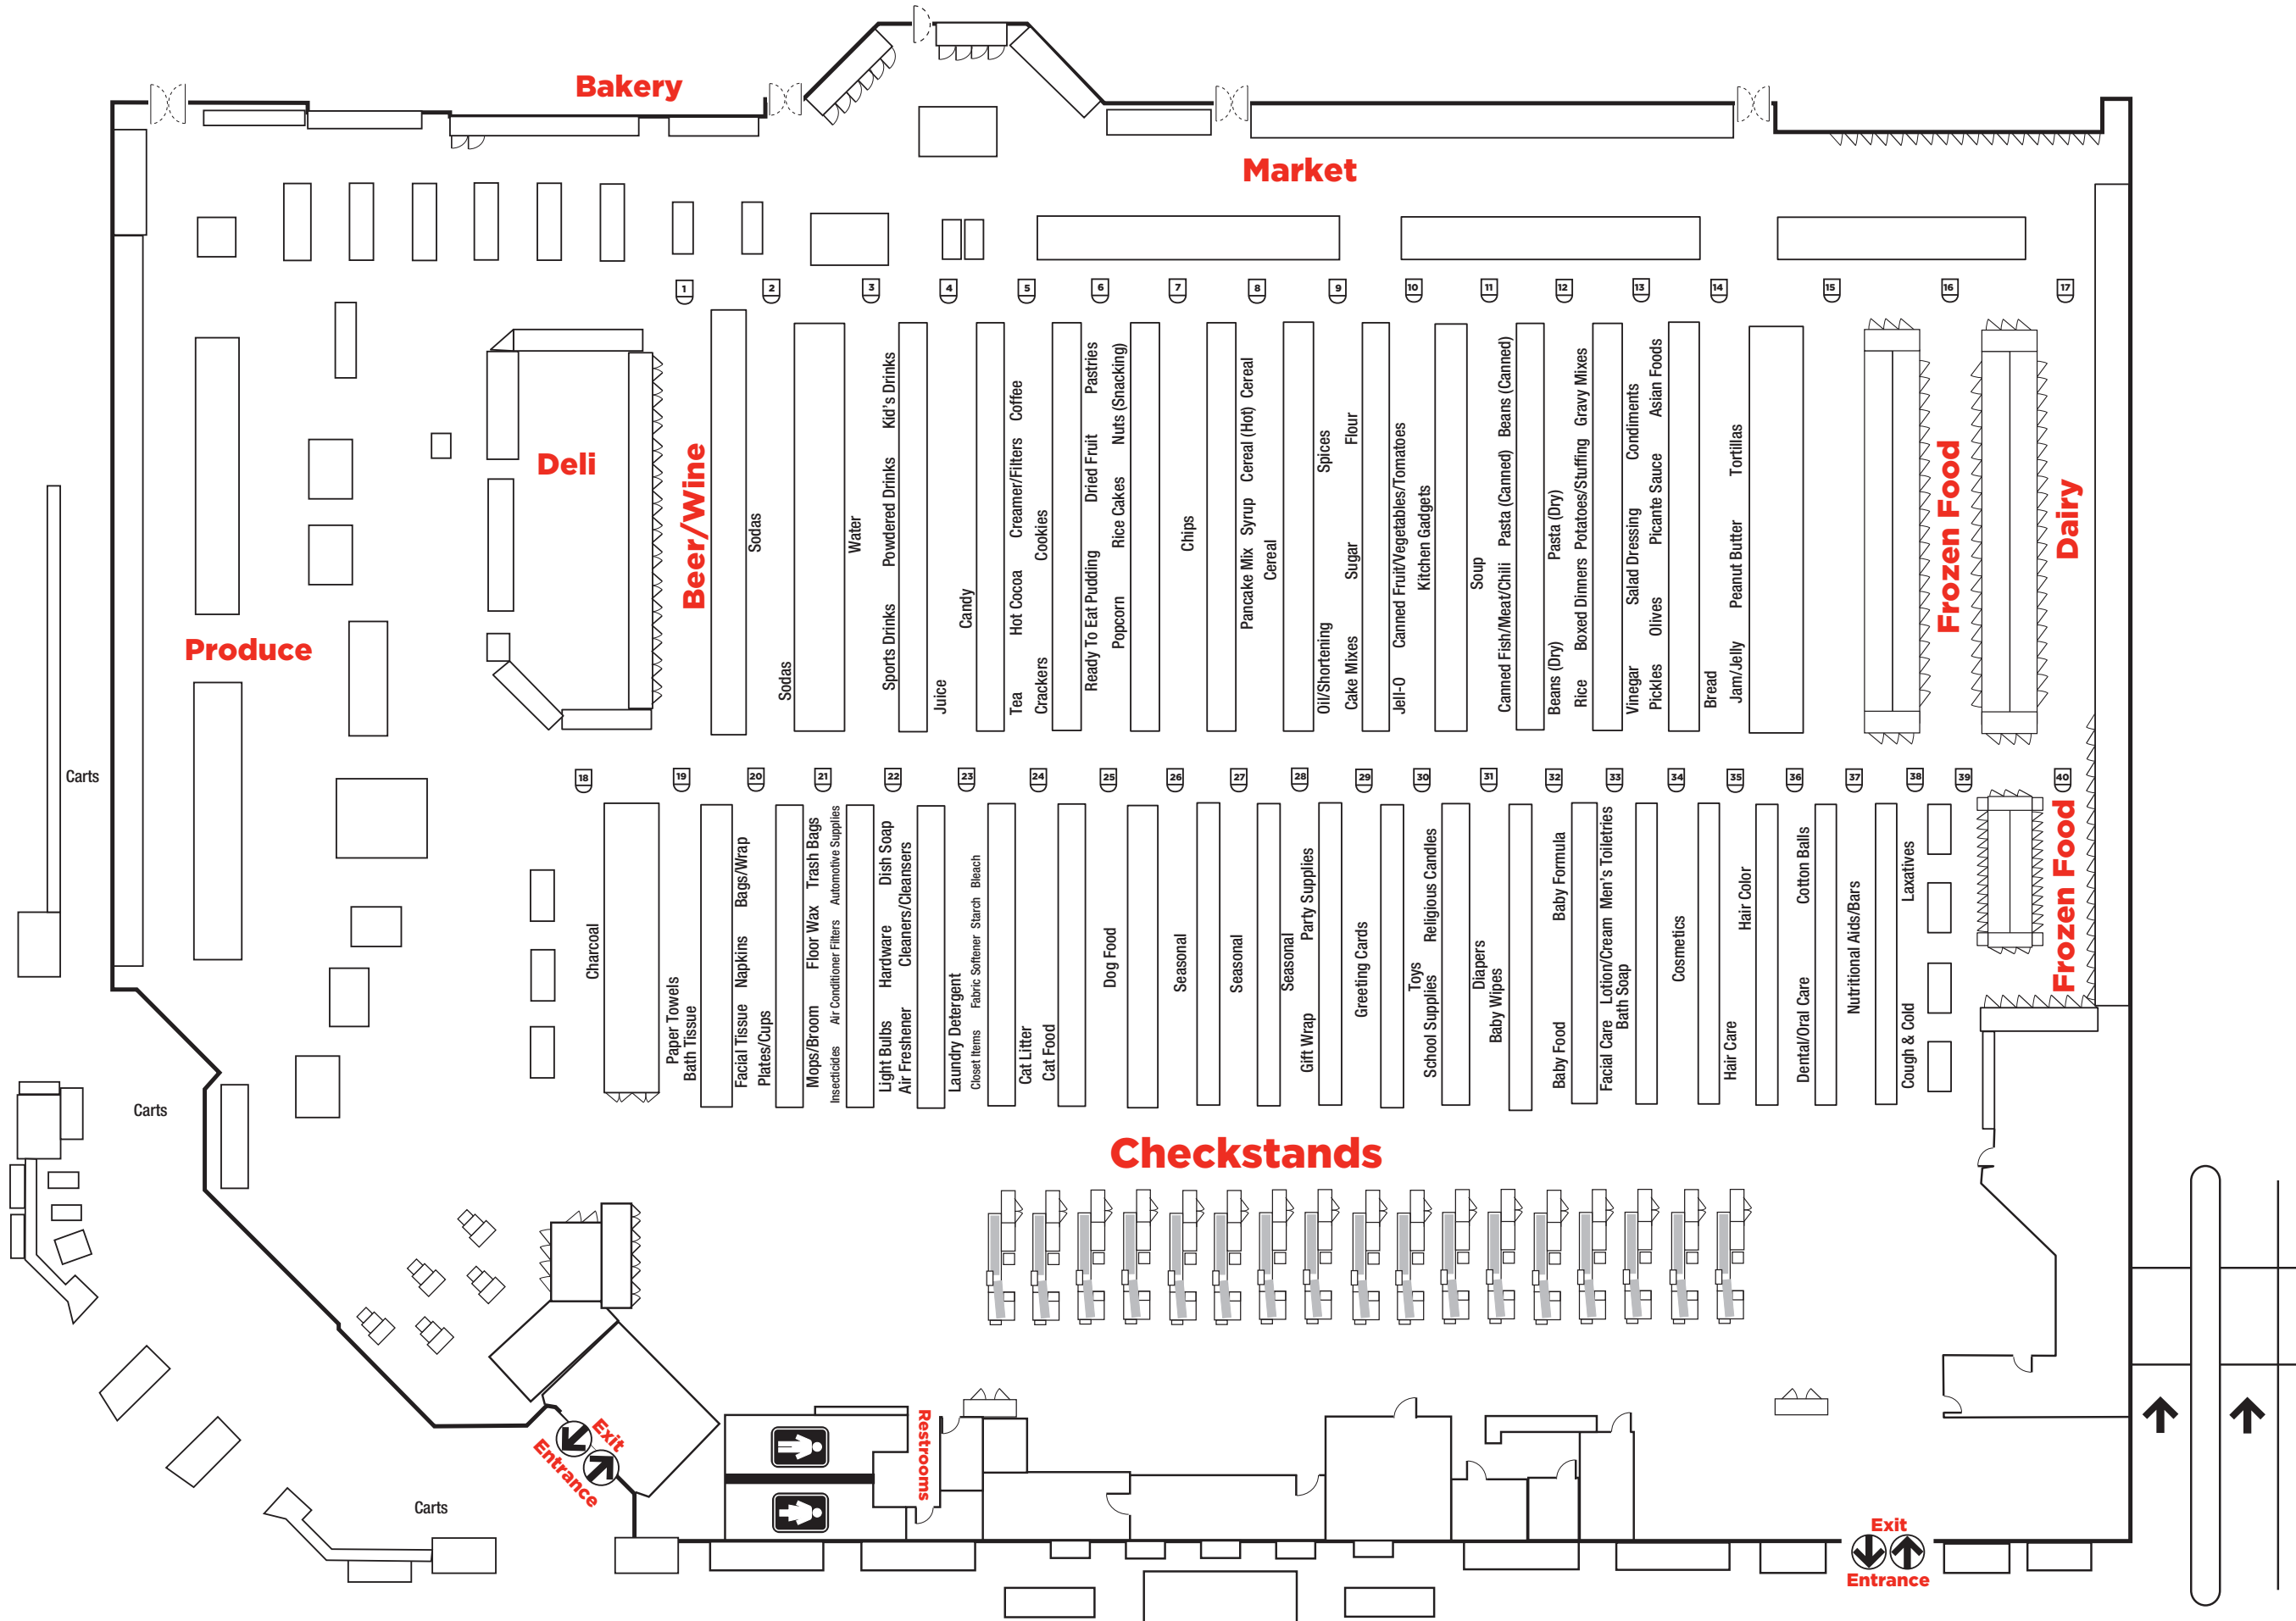 Bakery
Market
1
2
3
4
5
6
7
8
9
10
11
12
13
14
15
16
17
Deli
Beer/Wine
Produce
Sodas
Sodas
Water
Sports Drinks Powdered Drinks Kid's Drinks
Juice
Candy
Tea Hot Cocoa Creamer/Filters Coffee
Crackers Cookies
Ready To Eat Pudding Dried Fruit Pastries
Popcorn Rice Cakes Nuts (Snacking)
Chips
Pancake Mix Syrup Cereal (Hot) Cereal
Cereal
Oil/Shortening Spices
Cake Mixes Sugar Flour
Jell-O Canned Fruit/Vegetables/Tomatoes
Kitchen Gadgets
Soup
Canned Fish/Meat/Chili Pasta (Canned) Beans (Canned)
Beans (Dry) Pasta (Dry)
Rice Boxed Dinners Potatoes/Stuffing Gravy Mixes
Vinegar Salad Dressing Condiments
Pickles Olives Picante Sauce Asian Foods
Bread
Jam/Jelly Peanut Butter Tortillas
Frozen Food
Dairy
Carts
18
19
20
21
22
23
24
25
26
27
28
29
30
31
32
33
34
35
36
37
38
39
40
Charcoal
Paper Towels
Bath Tissue
Facial Tissue Napkins Bags/Wrap
Plates/Cups
Mops/Broom Floor Wax Trash Bags
Insecticides Air Conditioner Filters Automotive Supplies
Light Bulbs Hardware Dish Soap
Air Freshener Cleaners/Cleansers
Laundry Detergent
Closet Items Fabric Softener Starch Bleach
Cat Litter
Cat Food
Dog Food
Seasonal
Seasonal
Seasonal
Gift Wrap Party Supplies
Greeting Cards
Toys
School Supplies Religious Candles
Diapers
Baby Wipes
Baby Food Baby Formula
Facial Care Lotion/Cream Men's Toiletries
Bath Soap
Cosmetics
Hair Care Hair Color
Dental/Oral Care Cotton Balls
Nutritional Aids/Bars
Cough & Cold Laxatives
Frozen Food
Carts
Checkstands
Exit
Entrance
Restrooms
Carts
Exit
Entrance